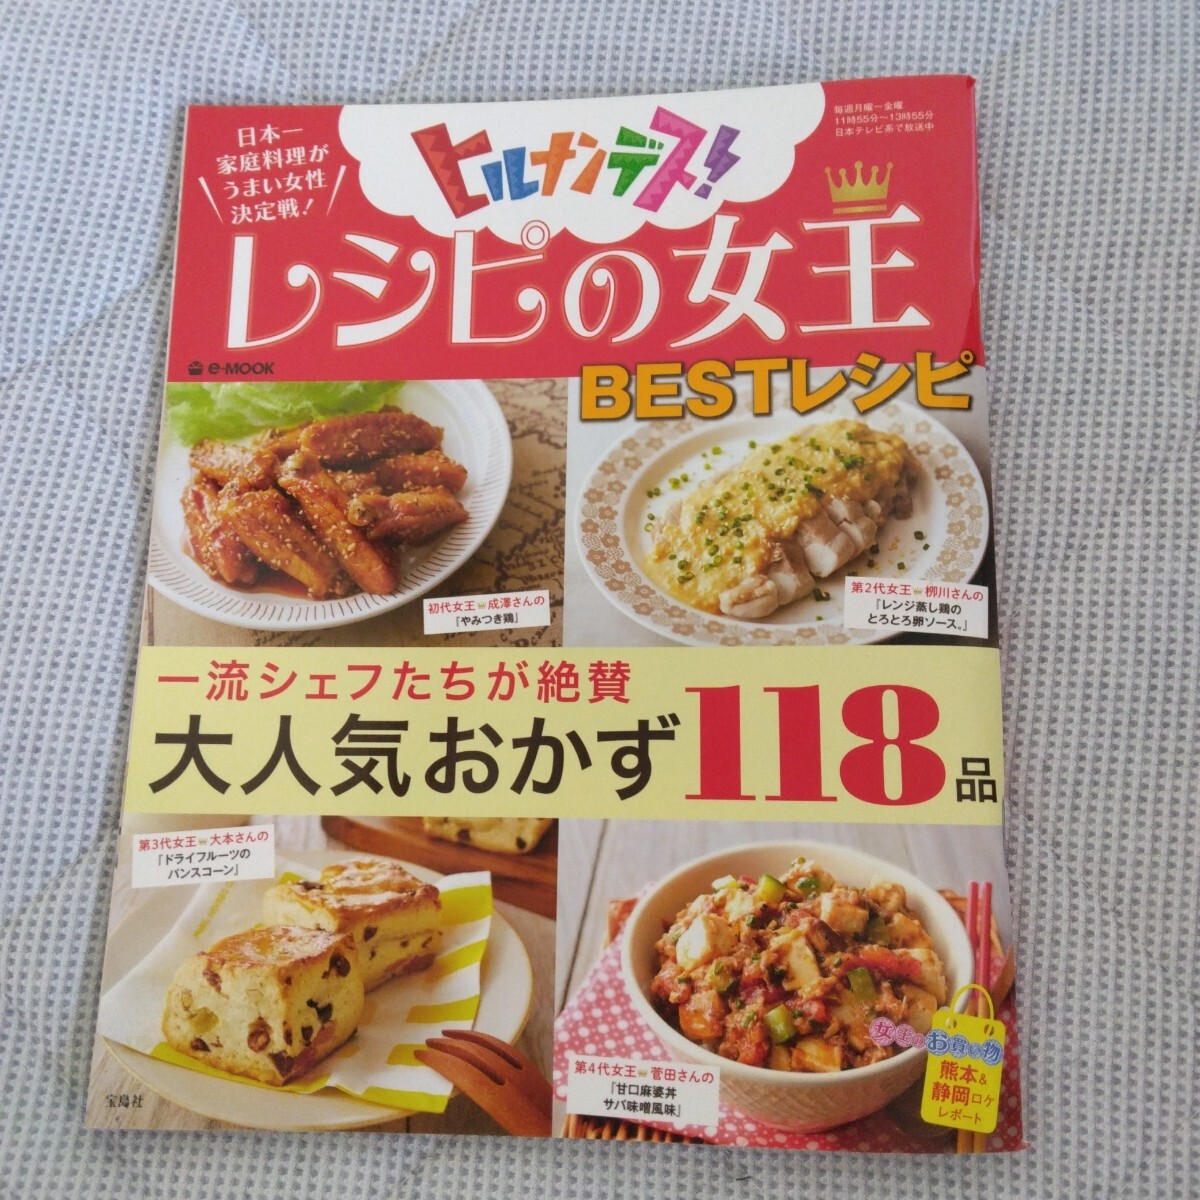 日本一
家庭料理が
うまい女性
決定戦!
ヒルナンデス!
毎週月曜〜金曜
11時55分〜13時55分
日本テレビ系で放送中
レシピの女王
e-MOOK
BESTレシピ
初代女王 成澤さんの
『やみつき鶏』
第2代女王 柳川さんの
『レンジ蒸し鶏の
とろとろ卵ソース。』
一流シェフたちが絶賛
大人気おかず118品
第3代女王 大本さんの
『ドライフルーツの
パンスコーン』
第4代女王 菅田さんの
『甘口麻婆丼
サバ味噌風味』
女王のお買い物
熊本&
静岡ロケ
レポート
宝島社